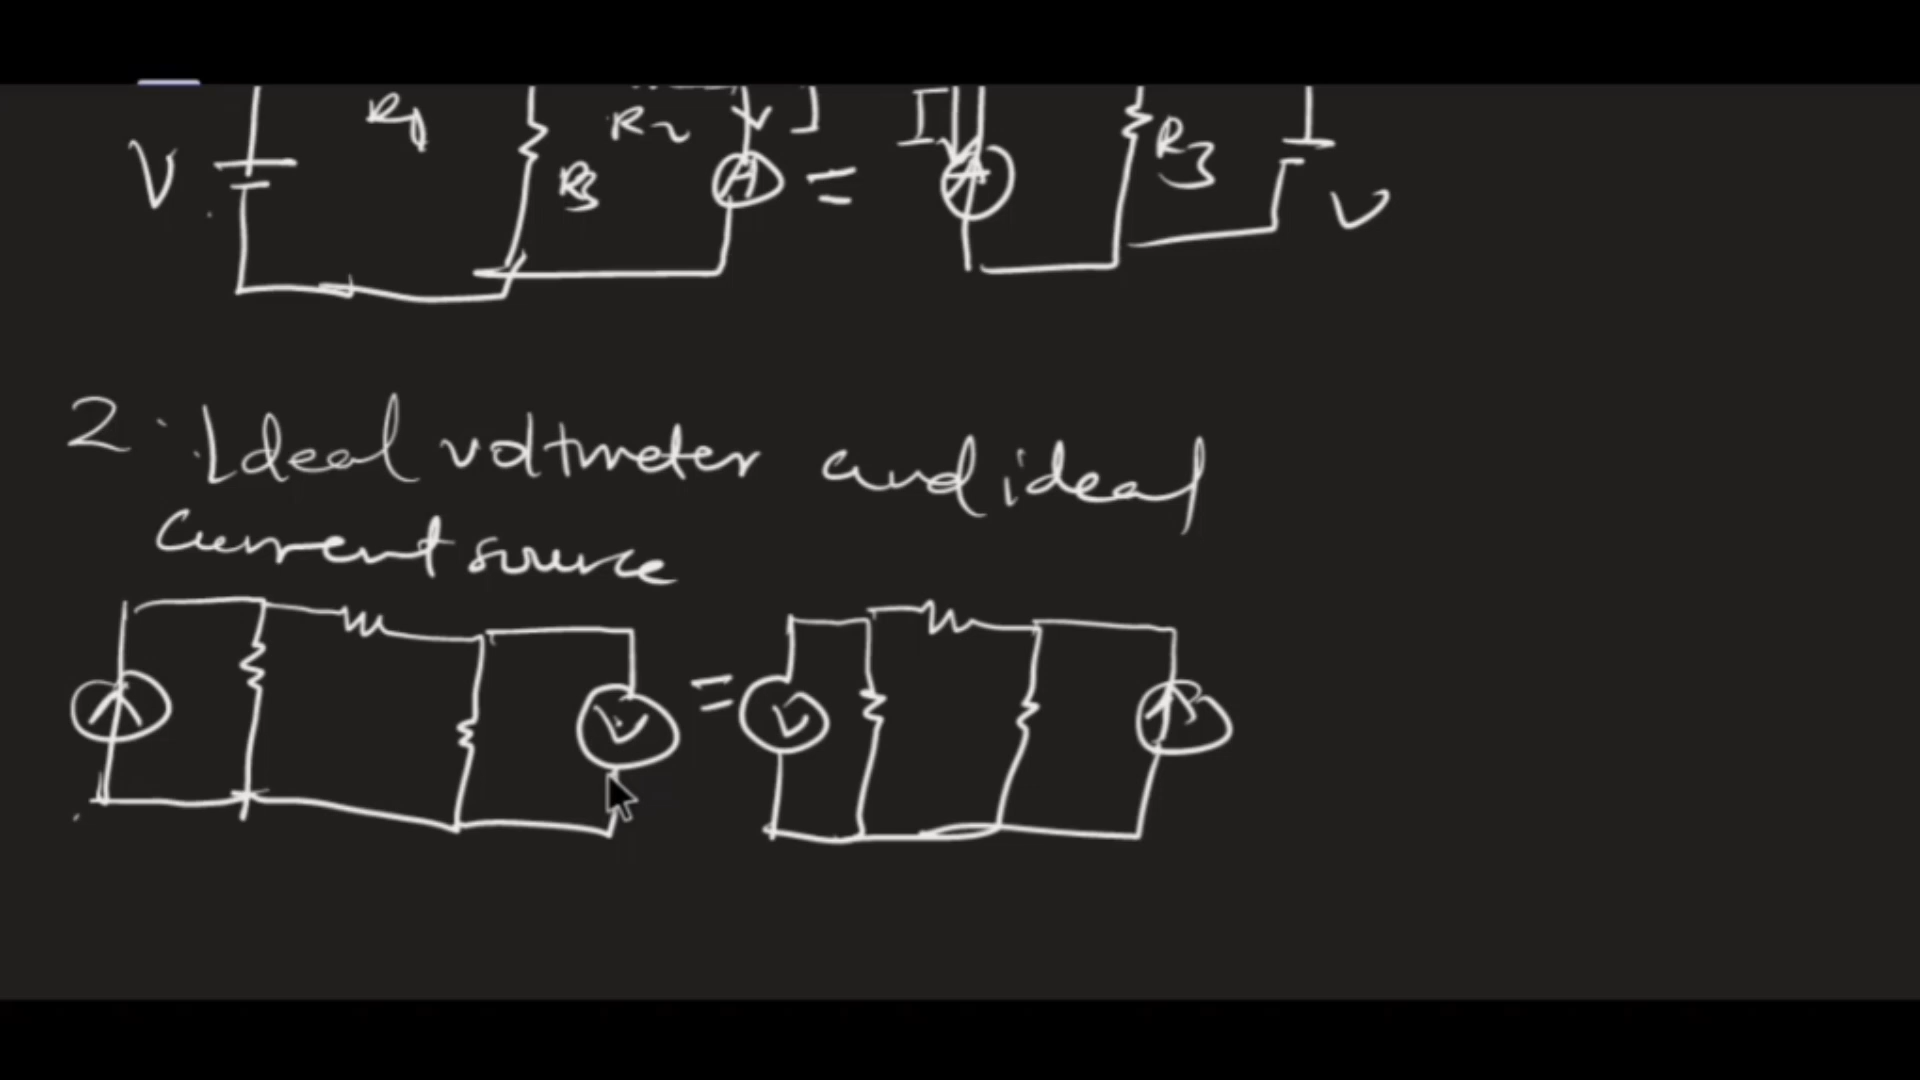 R1 R2 I I
V R3 A = A R3 V
2. Ideal voltmeter and ideal
current source
V = V